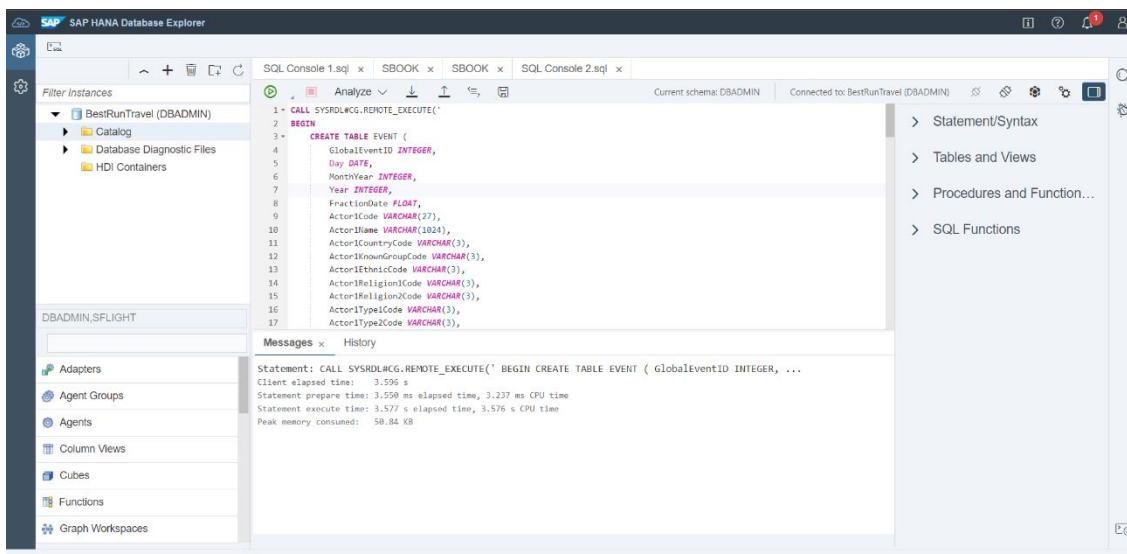 SAP SAP HANA Database Explorer
1
SQL
SQL Console 1.sql × SBOOK × SBOOK × SQL Console 2.sql ×
Filter Instances
Analyze
Current schema: DBADMIN
Connected to: BestRunTravel (DBADMIN)
BestRunTravel (DBADMIN)
Catalog
Database Diagnostic Files
HDI Containers
1 CALL SYSRDL#CG.REMOTE_EXECUTE('
2 BEGIN
3 CREATE TABLE EVENT (
4 GlobalEventID INTEGER,
5 Day DATE,
6 MonthYear INTEGER,
7 Year INTEGER,
8 FractionDate FLOAT,
9 Actor1Code VARCHAR(27),
10 Actor1Name VARCHAR(1024),
11 Actor1CountryCode VARCHAR(3),
12 Actor1KnownGroupCode VARCHAR(3),
13 Actor1EthnicCode VARCHAR(3),
14 Actor1Religion1Code VARCHAR(3),
15 Actor1Religion2Code VARCHAR(3),
16 Actor1Type1Code VARCHAR(3),
17 Actor1Type2Code VARCHAR(3),
Statement/Syntax
Tables and Views
Procedures and Function...
SQL Functions
DBADMIN,SFLIGHT
Adapters
Agent Groups
Agents
Column Views
Cubes
Functions
Graph Workspaces
Messages × History
Statement: CALL SYSRDL#CG.REMOTE_EXECUTE(' BEGIN CREATE TABLE EVENT ( GlobalEventID INTEGER, ...
Client elapsed time: 3.596 s
Statement prepare time: 3.550 ms elapsed time, 3.237 ms CPU time
Statement execute time: 3.577 s elapsed time, 3.576 s CPU time
Peak memory consumed: 50.84 KB